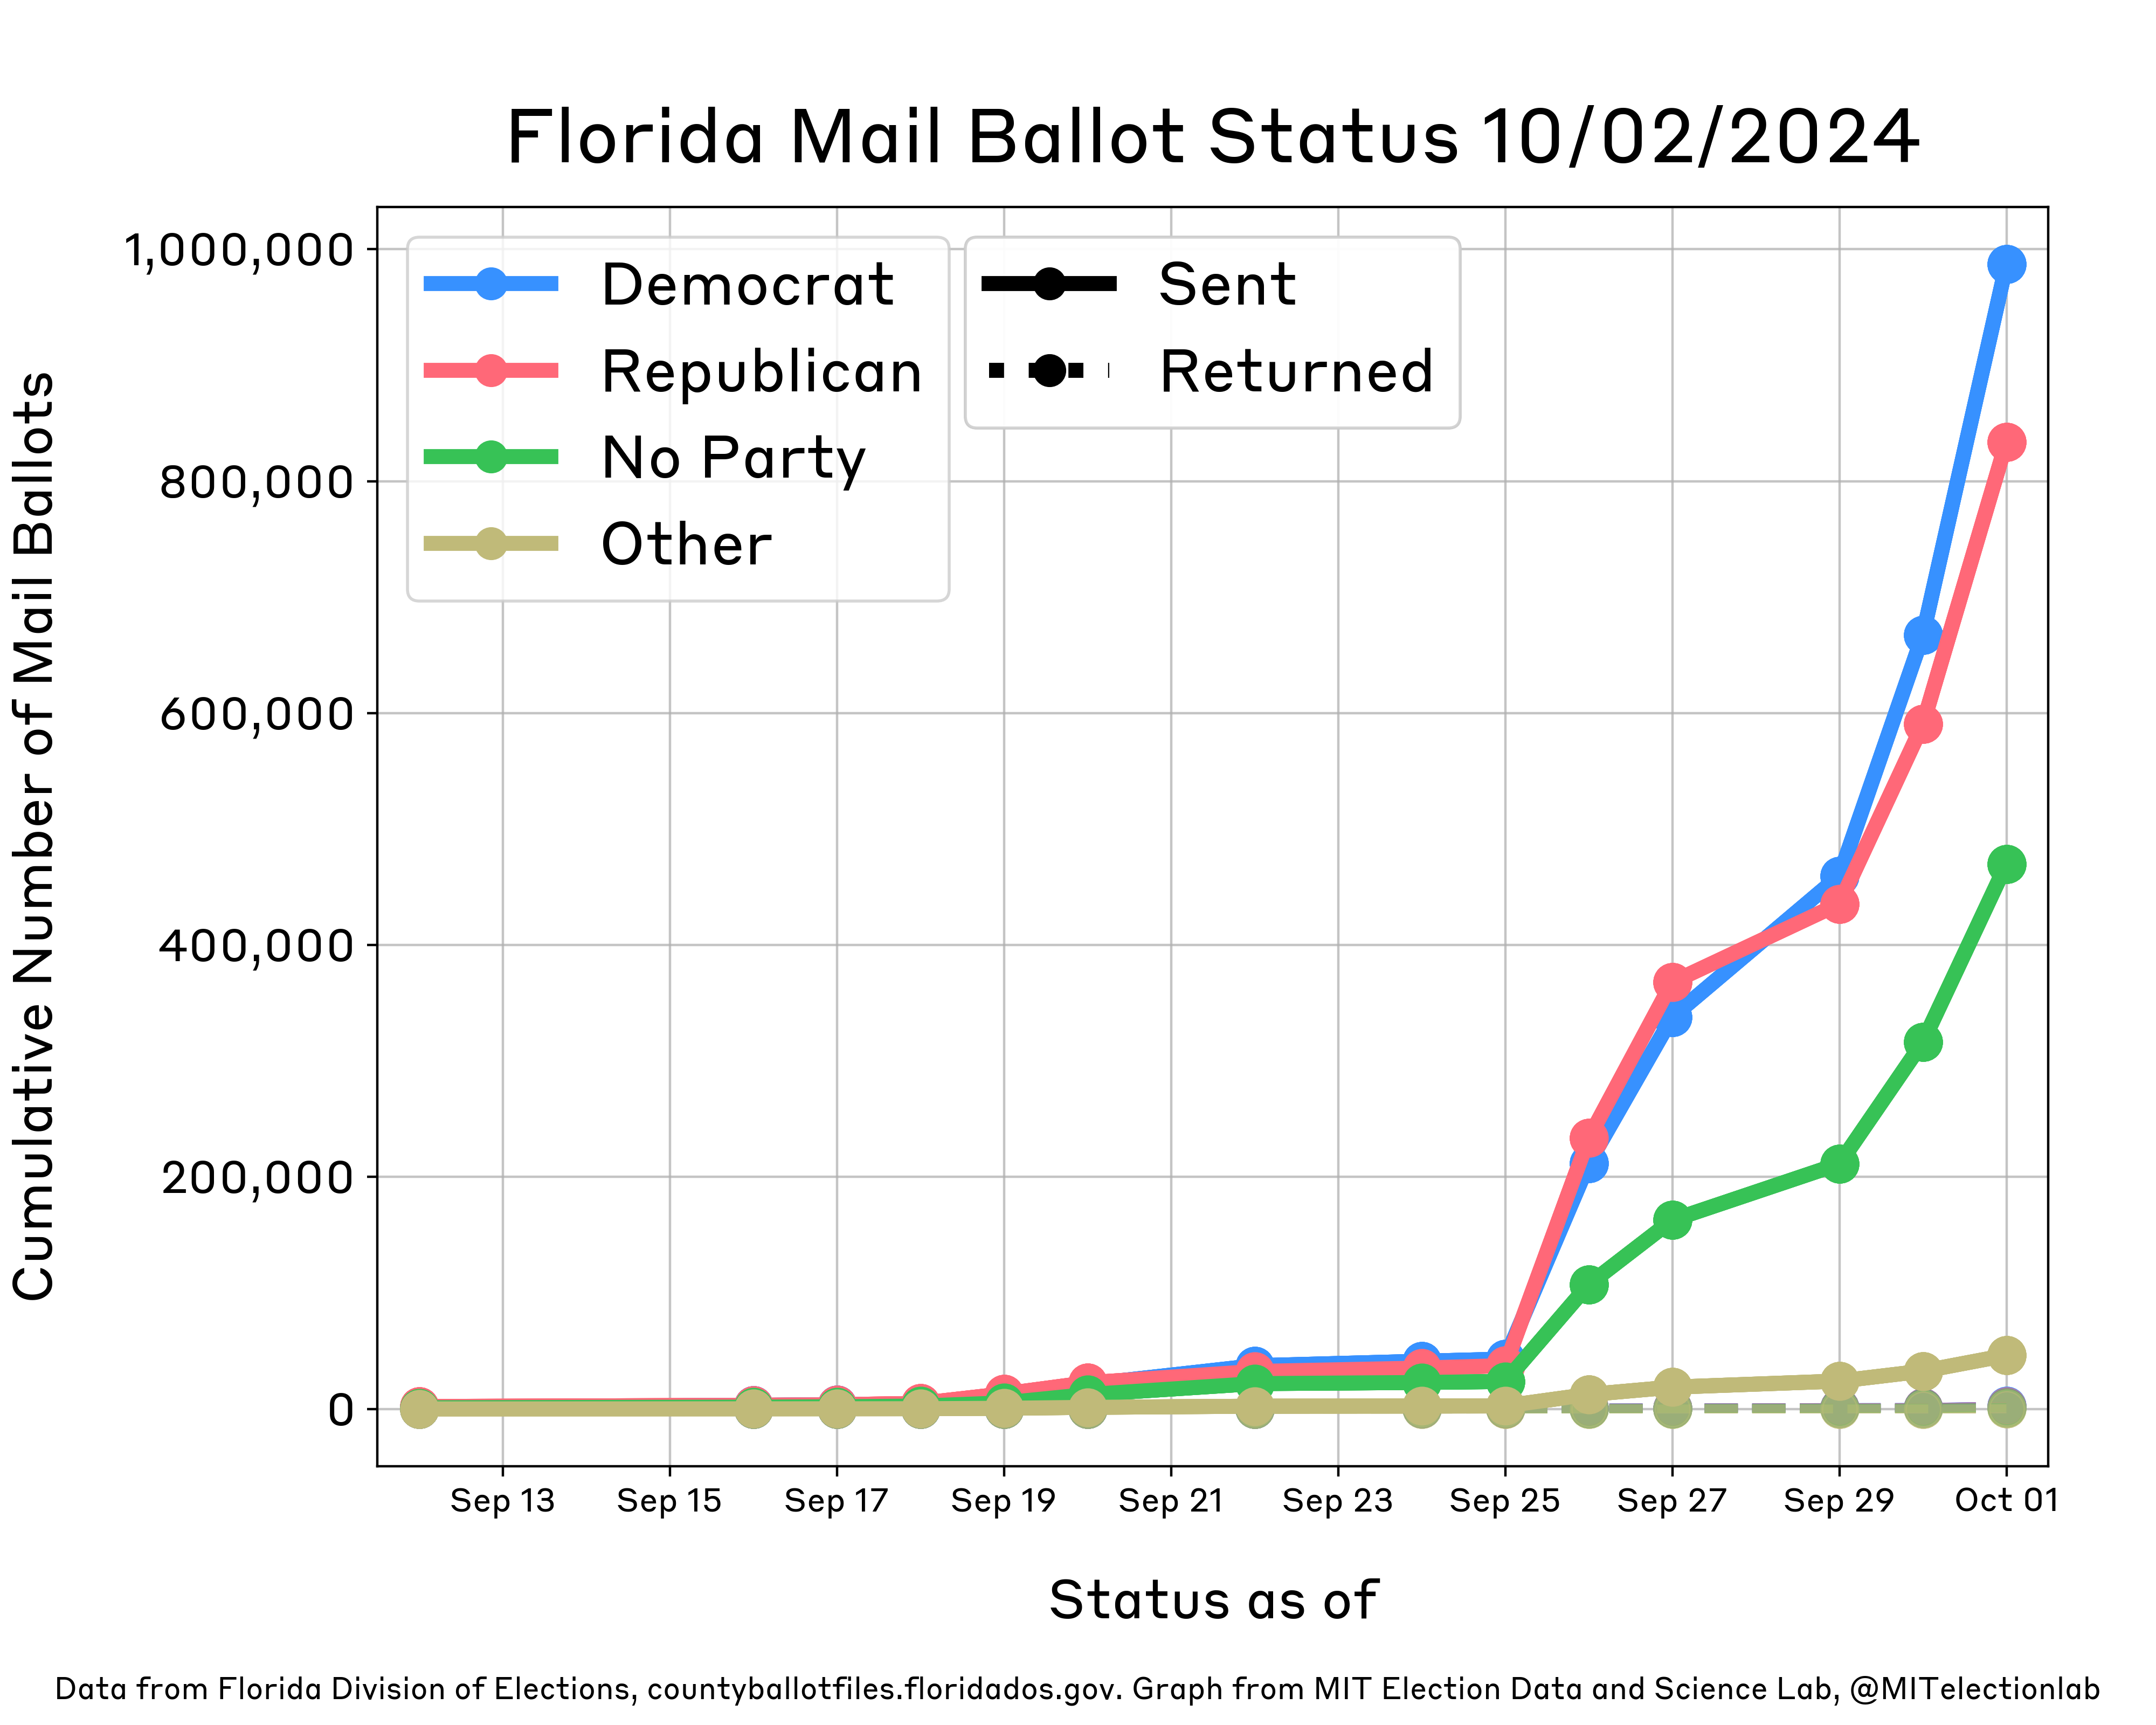 Florida Mail Ballot Status 10/02/2024
Cumulative Number of Mail Ballots
1,000,000
800,000
600,000
400,000
200,000
0
Democrat
Republican
No Party
Other
Sent
Returned
Sep 13
Sep 15
Sep 17
Sep 19
Sep 21
Sep 23
Sep 25
Sep 27
Sep 29
Oct 01
Status as of
Data from Florida Division of Elections, countyballotfiles.floridados.gov. Graph from MIT Election Data and Science Lab, @MITelectionlab